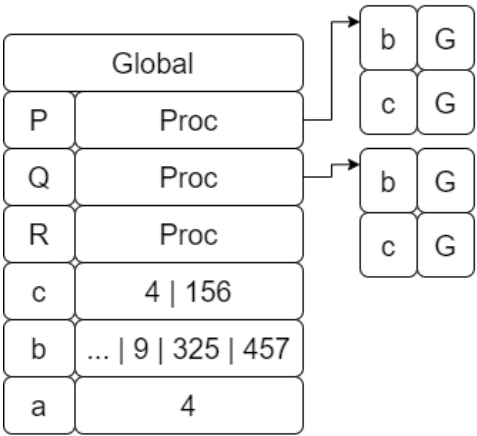 Global
P Proc
Q Proc
R Proc
c 4 | 156
b ... | 9 | 325 | 457
a 4
b G
c G
b G
c G